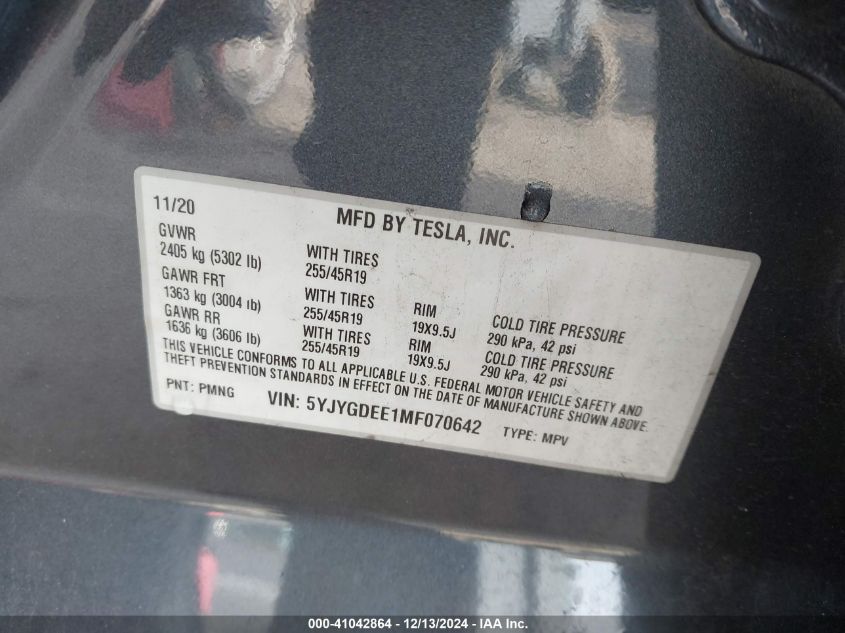 11/20
MFD BY TESLA, INC.
GVWR
2405 kg (5302 lb)
WITH TIRES
255/45R19
GAWR FRT
1363 kg (3004 lb)
WITH TIRES
255/45R19
RIM
19X9.5J
COLD TIRE PRESSURE
290 kPa, 42 psi
GAWR RR
1636 kg (3606 lb)
WITH TIRES
255/45R19
RIM
19X9.5J
COLD TIRE PRESSURE
290 kPa, 42 psi
THIS VEHICLE CONFORMS TO ALL APPLICABLE U.S. FEDERAL MOTOR VEHICLE SAFETY AND
THEFT PREVENTION STANDARDS IN EFFECT ON THE DATE OF MANUFACTURE SHOWN ABOVE.
PNT: PMNG VIN: 5YJYGDEE1MF070642 TYPE: MPV
000-41042864 - 12/13/2024 - IAA Inc.